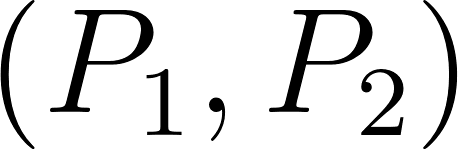 (P₁, P₂)